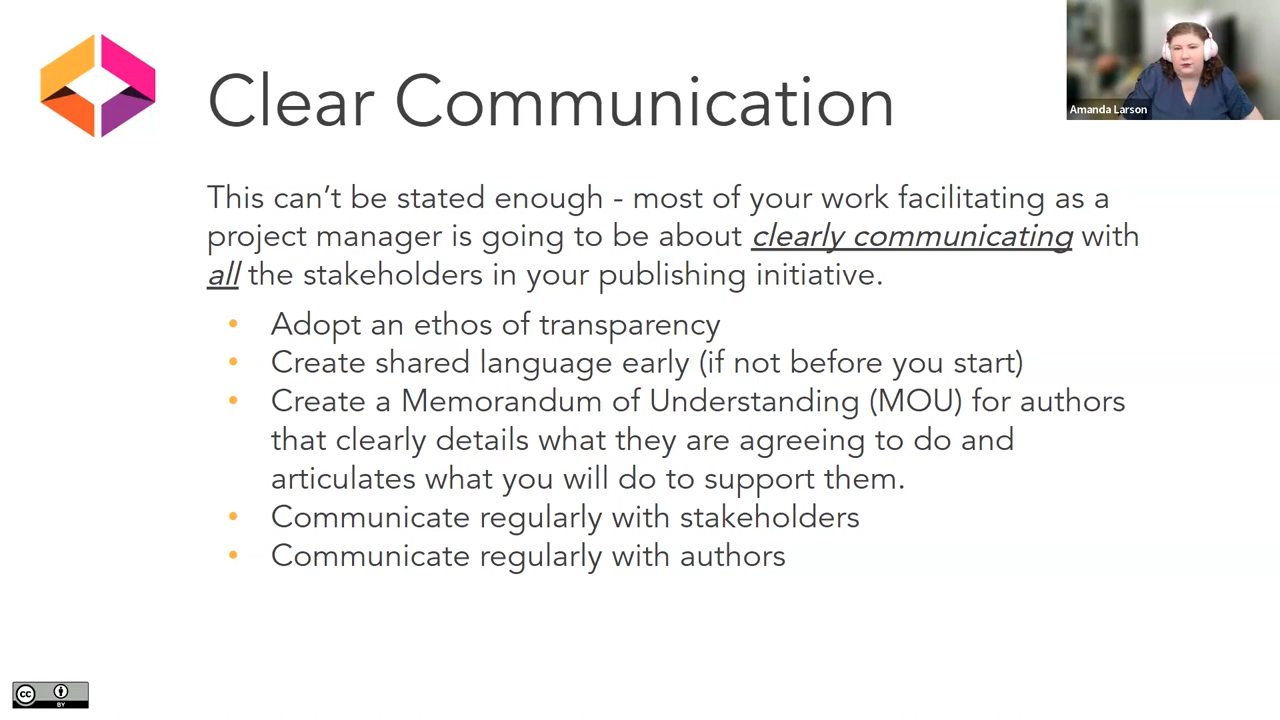 Clear Communication
Amanda Larson
This can't be stated enough - most of your work facilitating as a
project manager is going to be about clearly communicating with
all the stakeholders in your publishing initiative.
• Adopt an ethos of transparency
• Create shared language early (if not before you start)
• Create a Memorandum of Understanding (MOU) for authors
that clearly details what they are agreeing to do and
articulates what you will do to support them.
• Communicate regularly with stakeholders
• Communicate regularly with authors
cc
BY